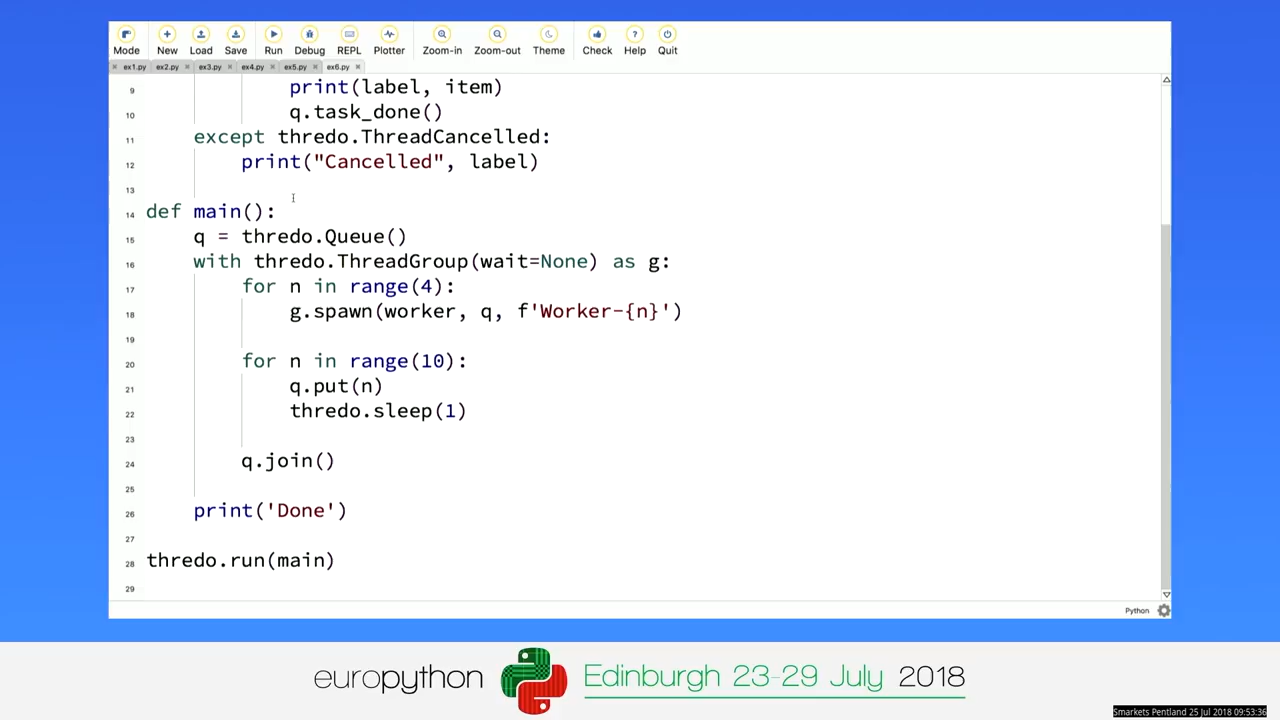 Mode New Load Save Run Debug REPL Plotter Zoom-in Zoom-out Theme Check Help Quit
ex1.py ex2.py ex3.py ex4.py ex5.py ex6.py
9 print(label, item)
10 q.task_done()
11 except thredo.ThreadCancelled:
12 print("Cancelled", label)
13
14 def main():
15 q = thredo.Queue()
16 with thredo.ThreadGroup(wait=None) as g:
17 for n in range(4):
18 g.spawn(worker, q, f'Worker-{n}')
19
20 for n in range(10):
21 q.put(n)
22 thredo.sleep(1)
23
24 q.join()
25
26 print('Done')
27
28 thredo.run(main)
29
Python
europython Edinburgh 23-29 July 2018
Smarkets Pentland 25 Jul 2018 09:53:36